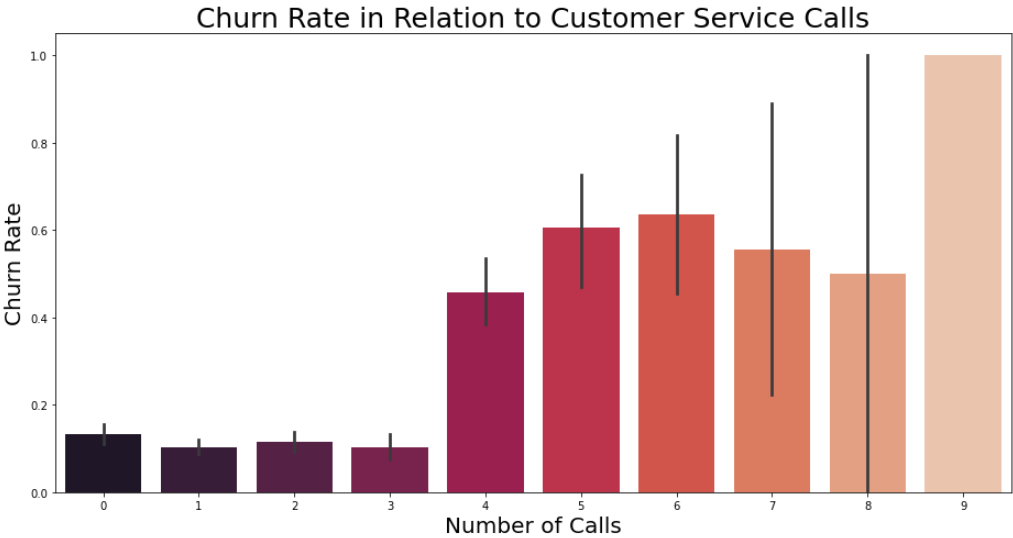 Churn Rate in Relation to Customer Service Calls
Churn Rate
1.0
0.8
0.6
0.4
0.2
0.0
0 1 2 3 4 5 6 7 8 9
Number of Calls